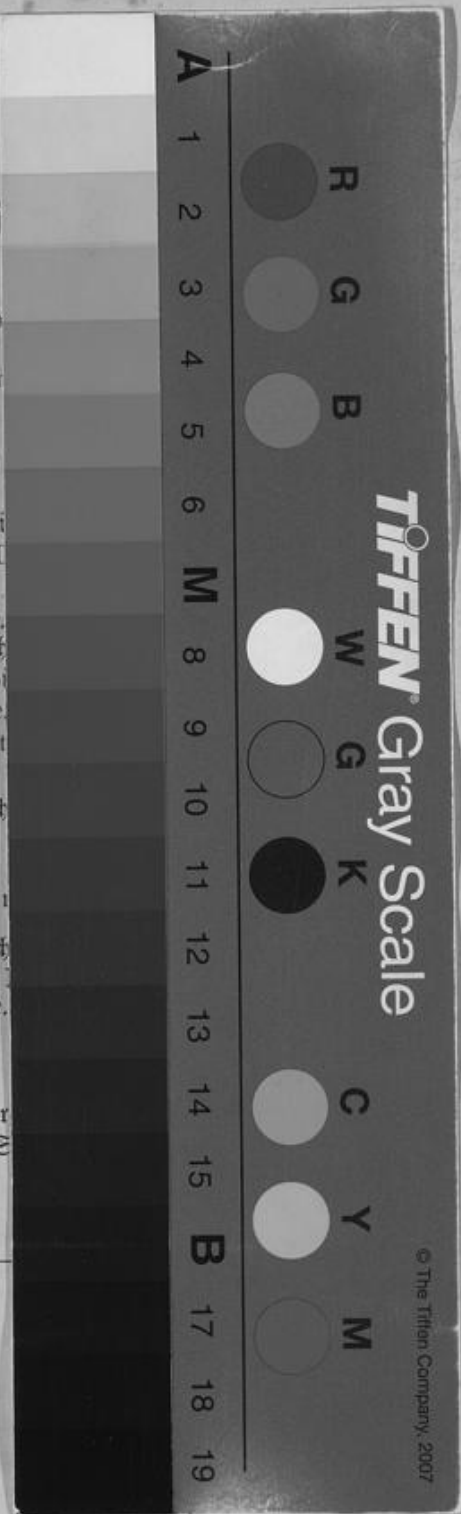 TIFFEN® Gray Scale
© The Tiffen Company, 2007
R G B W G K C Y M
A 1 2 3 4 5 6 M 8 9 10 11 12 13 14 15 B 17 18 19